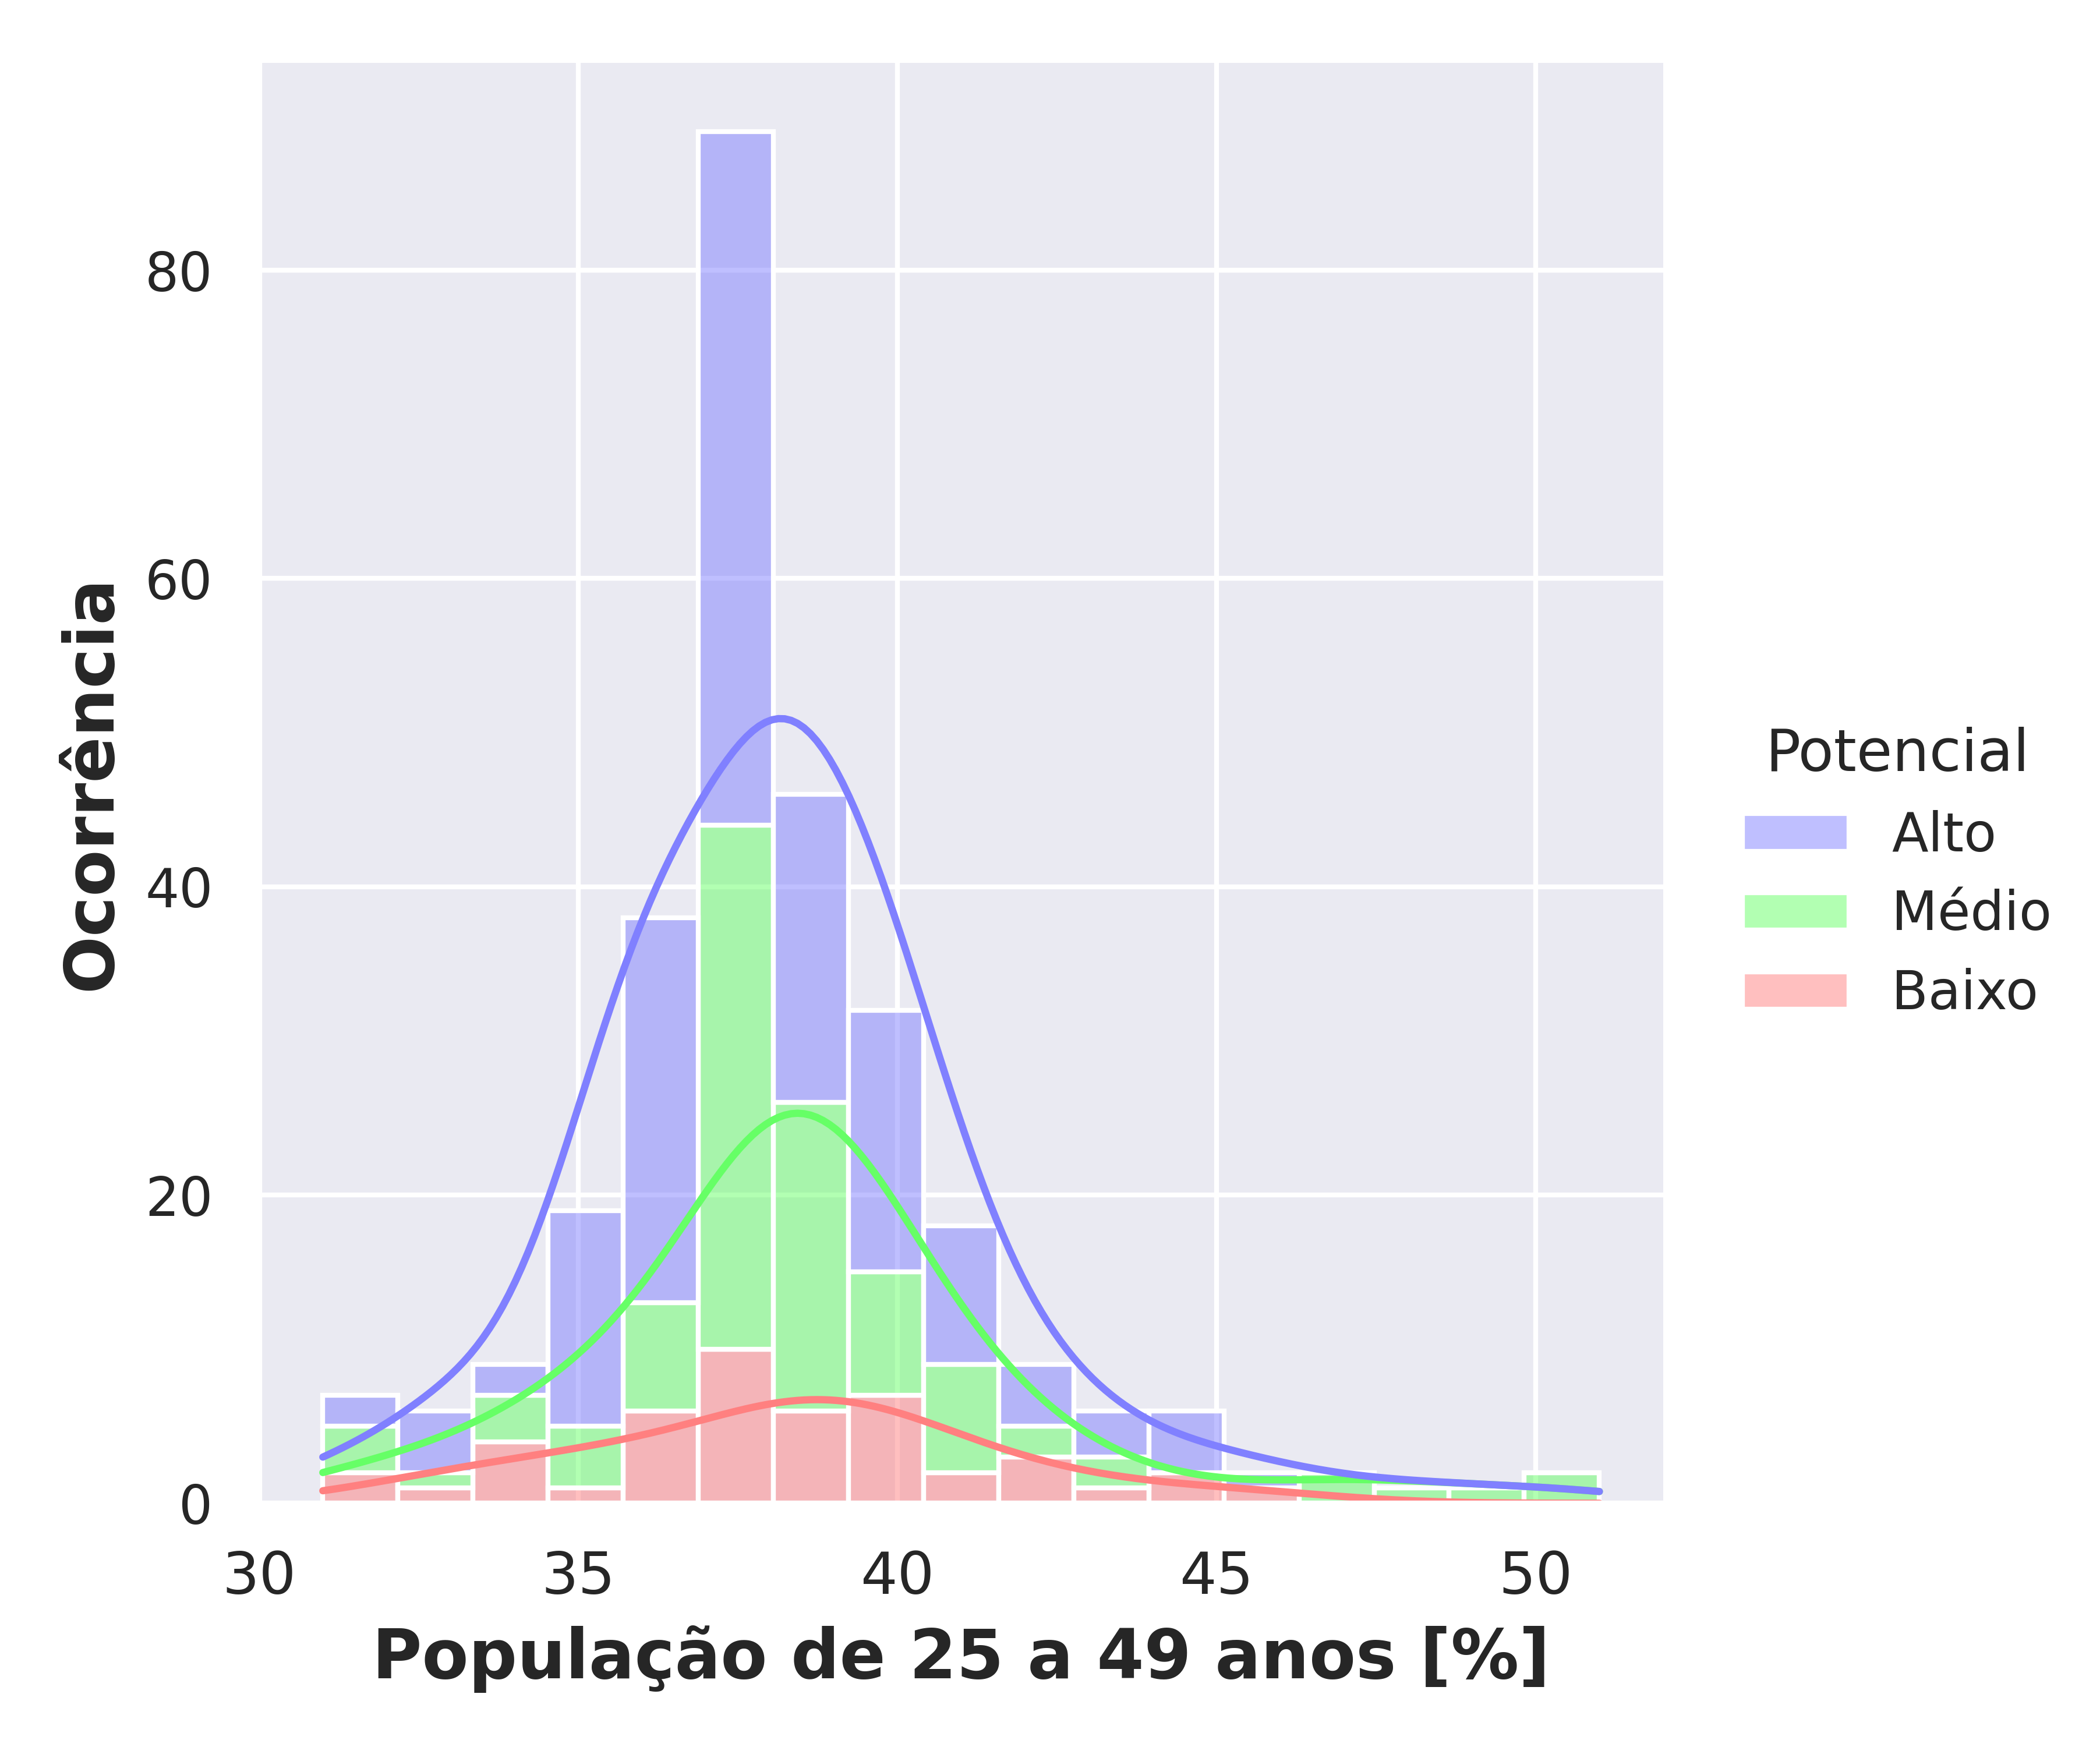 Ocorrência
80
60
40
20
0
30 35 40 45 50
População de 25 a 49 anos [%]
Potencial
Alto
Médio
Baixo